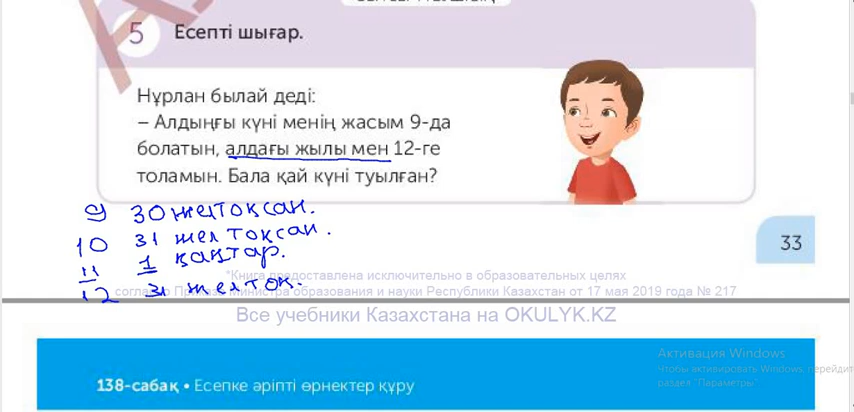 5 Есепті шығар.
Нұрлан былай деді:
– Алдыңғы күні менің жасым 9-да
болатын, алдағы жылы мен 12-ге
толамын. Бала қай күні туылған?
9 30 желтоқсан.
10 31 желтоқсан.
11 1 қаңтар.
12 31 желтоқ.
33
*Книга предоставлена исключительно в образовательных целях
согласно Приказа Министра образования и науки Республики Казахстан от 17 мая 2019 года № 217
Все учебники Казахстана на OKULYK.KZ
Активация Windows
Чтобы активировать Windows, перейдите
раздел "Параметры"
138-сабақ • Есепке әріпті өрнектер құру